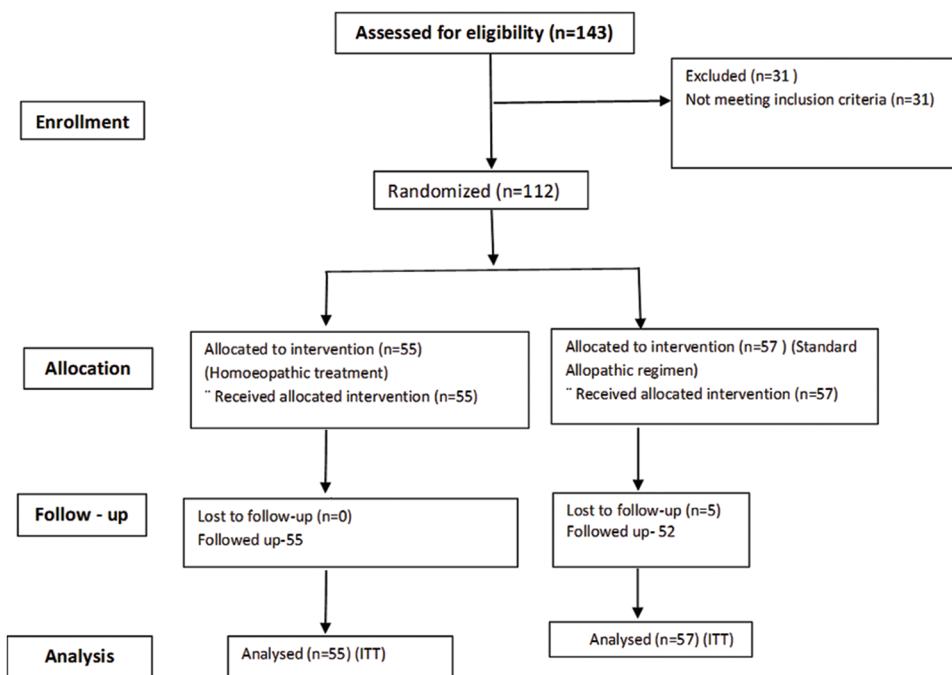 Assessed for eligibility (n=143)
Excluded (n=31 )
Not meeting inclusion criteria (n=31)
Enrollment
Randomized (n=112)
Allocation
Allocated to intervention (n=55)
(Homoeopathic treatment)
¨ Received allocated intervention (n=55)
Allocated to intervention (n=57 ) (Standard
Allopathic regimen)
¨ Received allocated intervention (n=57)
Follow - up
Lost to follow-up (n=0)
Followed up-55
Lost to follow-up (n=5)
Followed up- 52
Analysis
Analysed (n=55) (ITT)
Analysed (n=57) (ITT)